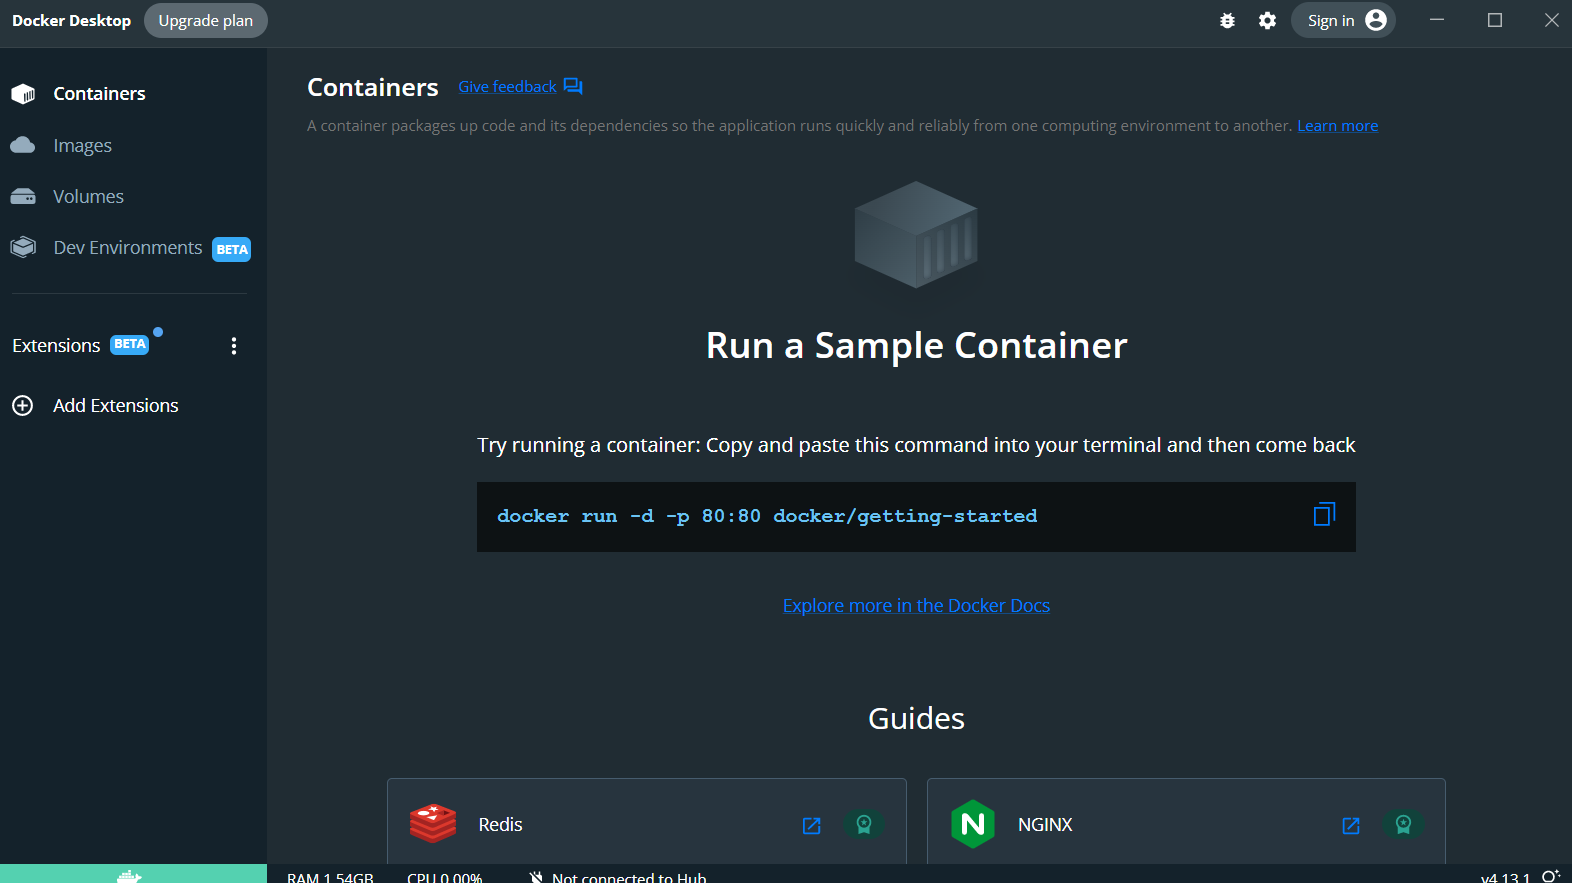 Docker Desktop
Upgrade plan
Sign in
Containers
Images
Volumes
Dev Environments BETA
Extensions BETA
Add Extensions
Containers
Give feedback
A container packages up code and its dependencies so the application runs quickly and reliably from one computing environment to another. Learn more
Run a Sample Container
Try running a container: Copy and paste this command into your terminal and then come back
docker run -d -p 80:80 docker/getting-started
Explore more in the Docker Docs
Guides
Redis
N
NGINX
RAM 1.54GB
CPU 0.00%
Not connected to Hub
v4.13.1